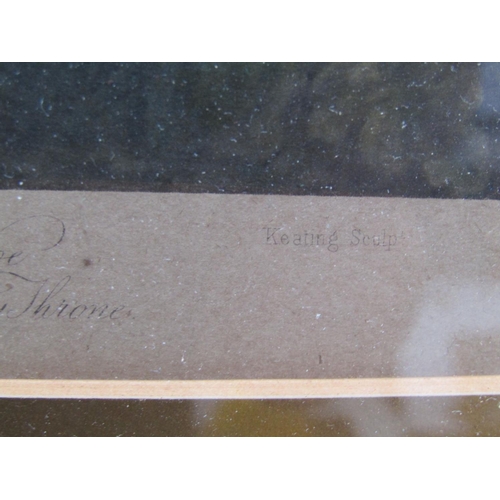 Keating Sculp
Throne.